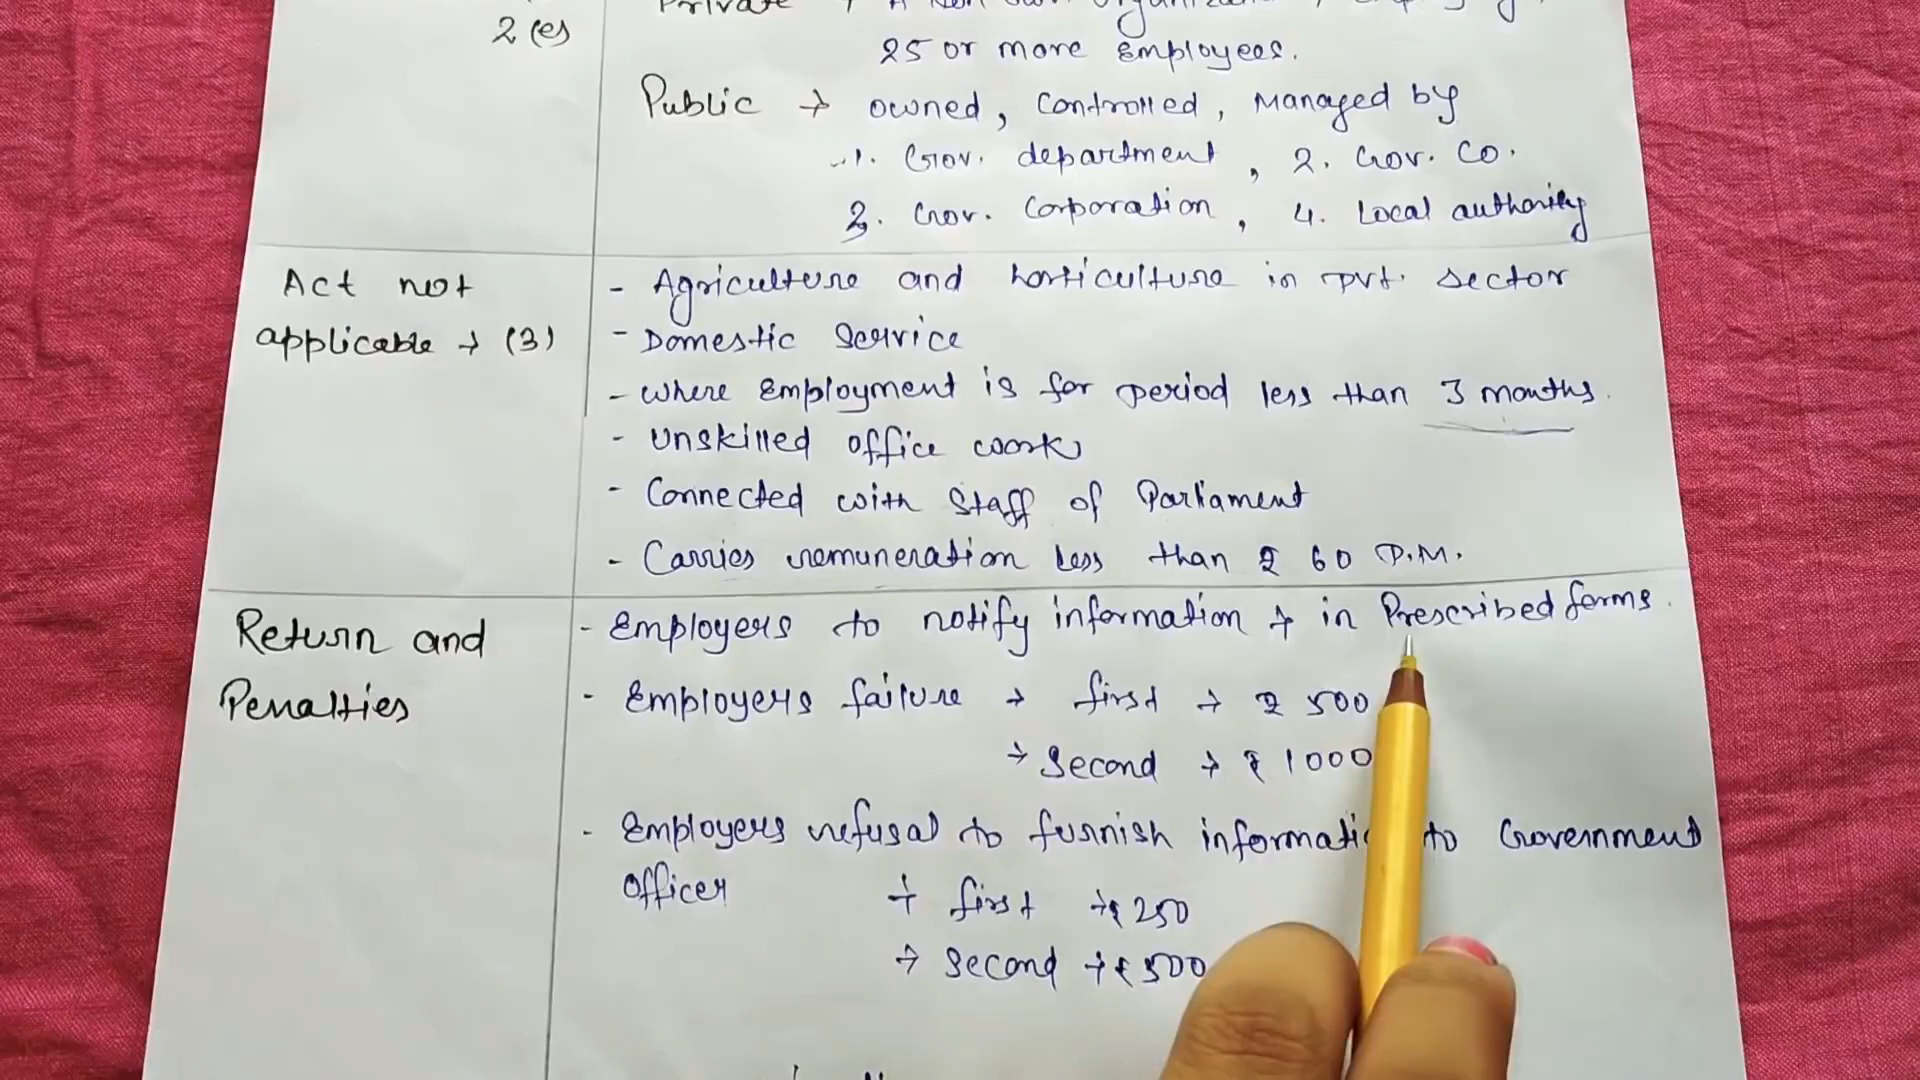 Private
2(e)
25 or more Employees.
Public → owned, controlled, Managed by
1. Gov. department, 2. Gov. Co.
3. Gov. Corporation, 4. Local authority
Act not
applicable → (3)
- Agriculture and horticulture in pvt. sector
- Domestic Service
- Where Employment is for period less than 3 months.
- Unskilled office work
- Connected with Staff of Parliament
- Carries remuneration less than ₹ 60 P.M.
Return and
Penalties
- Employers to notify information → in Prescribed forms.
- Employers failure → first → ₹ 500
→ Second → ₹ 1000
- Employers refusal to furnish informati to Government
officer → first → ₹ 250
→ Second → ₹ 500